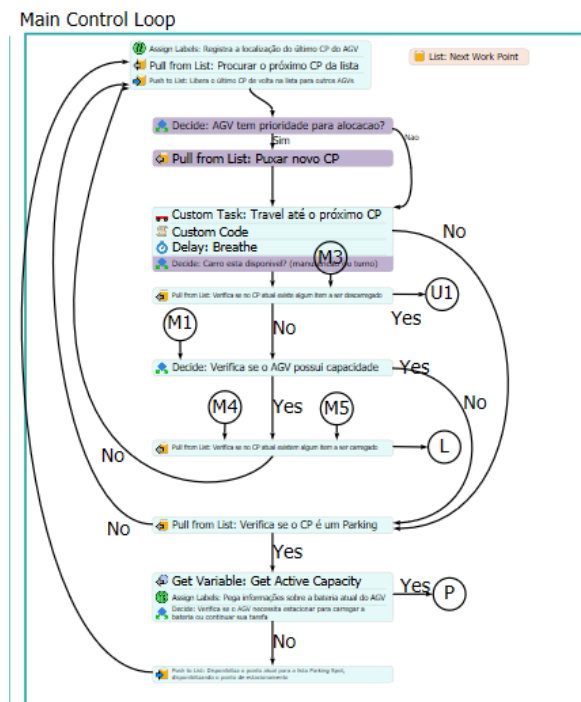 Main Control Loop
Assign Labels: Registra a localização do último CP do AGV
Pull from List: Procurar o próximo CP da lista
Push to List: Libera o último CP de volta na lista para outros AGVs
List: Next Work Point
Decide: AGV tem prioridade para alocacao?
Sim
Nao
Pull from List: Puxar novo CP
Custom Task: Travel até o próximo CP
Custom Code
No
Delay: Breathe
M3
Decide: Carro esta disponivel? (manu ou turno)
Pull from List: Verifica se no CP atual existe algum item a ser descarregado
U1
Yes
M1
No
Decide: Verifica se o AGV possui capacidade
Yes
M4
Yes
M5
No
Pull from List: Verifica se no CP atual existem algum item a ser carregado
L
No
Pull from List: Verifica se o CP é um Parking
No
Yes
Get Variable: Get Active Capacity
Assign Labels: Pega informações sobre a bateria atual do AGV
Yes
P
Decide: Verifica se o AGV necessita estacionar para carregar a
bateria ou continuar sua tarefa
No
Push to List: Disponibiliza o ponto atual para a lista Parking Spot,
disponibilizando o ponto de estacionamento